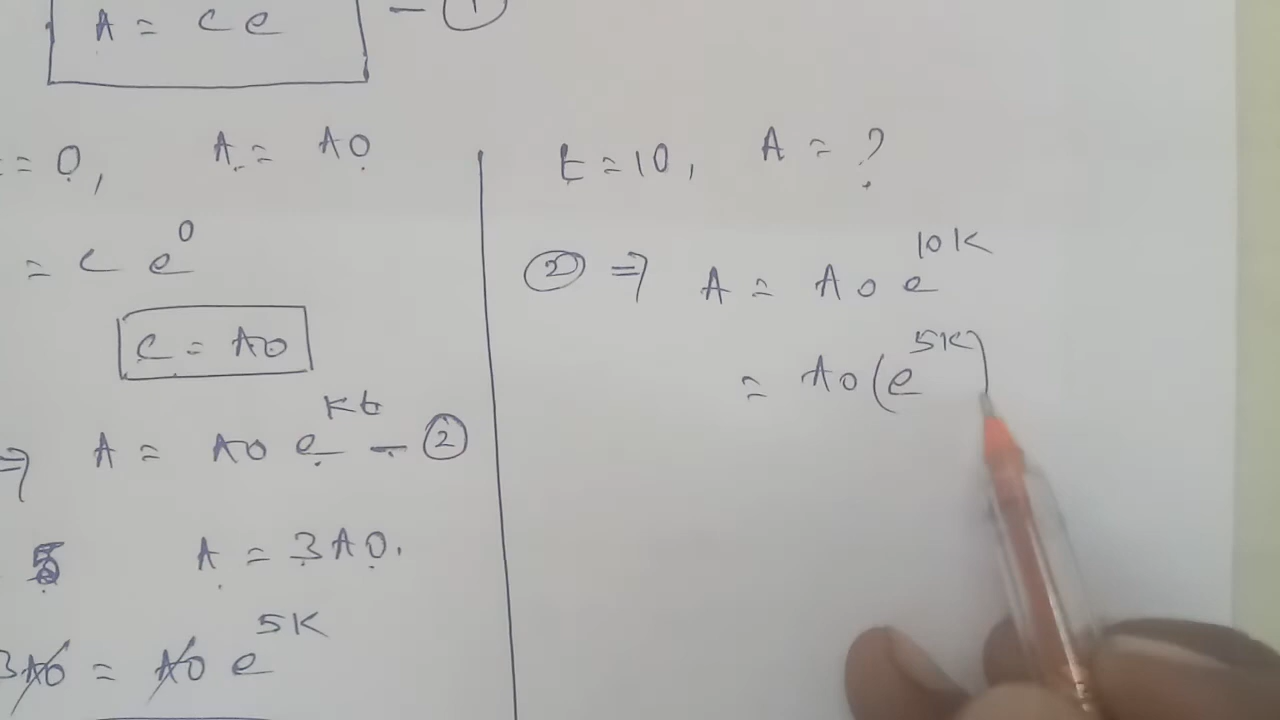 A = Ce - ①
= 0, A = A0
= C e^0
C = A0
⇒ A = A0 e^{Kt} - ②
5 A = 3A0.
3A0 = A0 e^{5K}
t = 10, A = ?
② ⇒ A = A0 e^{10K}
= A0 (e^{5K})